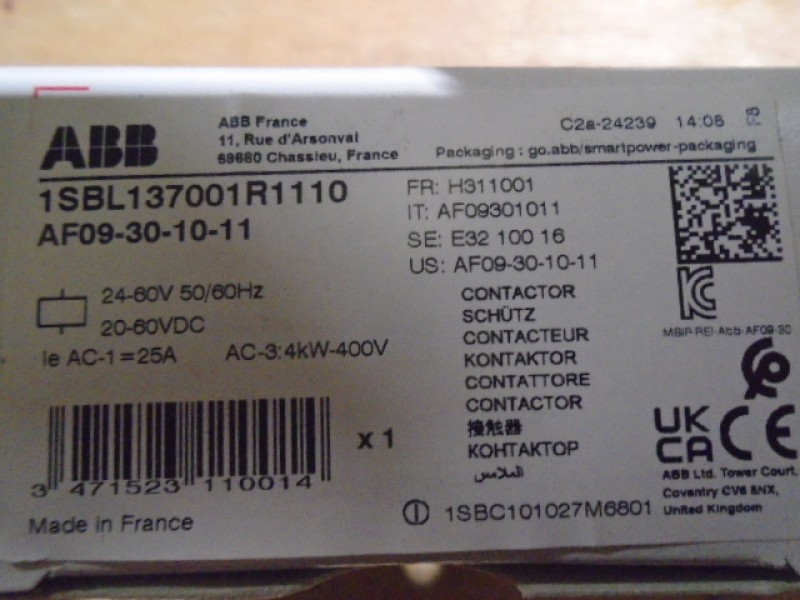 ABB
ABB France
11, Rue d'Arsonval
69680 Chassieu, France
C2a-24239 14:08
Packaging : go.abb/smartpower-packaging
1SBL137001R1110
AF09-30-10-11
FR: H311001
IT: AF09301011
SE: E32 100 16
US: AF09-30-10-11
24-60V 50/60Hz
20-60VDC
Ie AC-1=25A AC-3:4kW-400V
CONTACTOR
SCHÜTZ
CONTACTEUR
KONTAKTOR
CONTATTORE
CONTACTOR
接触器
КОНТАКТОР
الملامس
MSIP-REI-Abb-AF09-30
x 1
3 471523 110014
Made in France
1SBC101027M6801
UK
CA CE
ABB Ltd. Tower Court,
Coventry CV6 5NX,
United Kingdom